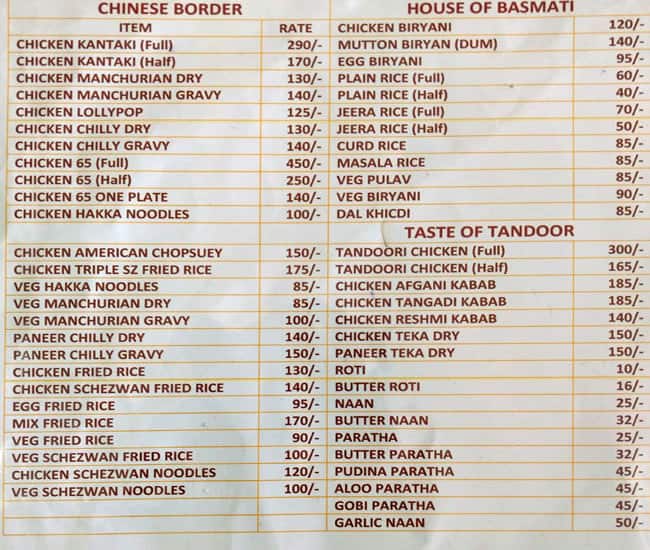 CHINESE BORDER
ITEM RATE
CHICKEN KANTAKI (Full) 290/-
CHICKEN KANTAKI (Half) 170/-
CHICKEN MANCHURIAN DRY 130/-
CHICKEN MANCHURIAN GRAVY 140/-
CHICKEN LOLLYPOP 125/-
CHICKEN CHILLY DRY 130/-
CHICKEN CHILLY GRAVY 140/-
CHICKEN 65 (Full) 450/-
CHICKEN 65 (Half) 250/-
CHICKEN 65 ONE PLATE 140/-
CHICKEN HAKKA NOODLES 100/-
CHICKEN AMERICAN CHOPSUEY 150/-
CHICKEN TRIPLE SZ FRIED RICE 175/-
VEG HAKKA NOODLES 85/-
VEG MANCHURIAN DRY 85/-
VEG MANCHURIAN GRAVY 100/-
PANEER CHILLY DRY 140/-
PANEER CHILLY GRAVY 150/-
CHICKEN FRIED RICE 130/-
CHICKEN SCHEZWAN FRIED RICE 140/-
EGG FRIED RICE 95/-
MIX FRIED RICE 170/-
VEG FRIED RICE 90/-
VEG SCHEZWAN FRIED RICE 100/-
CHICKEN SCHEZWAN NOODLES 120/-
VEG SCHEZWAN NOODLES 100/-
HOUSE OF BASMATI
CHICKEN BIRYANI 120/-
MUTTON BIRYAN (DUM) 140/-
EGG BIRYANI 95/-
PLAIN RICE (Full) 60/-
PLAIN RICE (Half) 40/-
JEERA RICE (Full) 70/-
JEERA RICE (Half) 50/-
CURD RICE 85/-
MASALA RICE 85/-
VEG PULAV 85/-
VEG BIRYANI 90/-
DAL KHICDI 85/-
TASTE OF TANDOOR
TANDOORI CHICKEN (Full) 300/-
TANDOORI CHICKEN (Half) 165/-
CHICKEN AFGANI KABAB 185/-
CHICKEN TANGADI KABAB 185/-
CHICKEN RESHMI KABAB 140/-
CHICKEN TEKA DRY 150/-
PANEER TEKA DRY 150/-
ROTI 10/-
BUTTER ROTI 16/-
NAAN 25/-
BUTTER NAAN 32/-
PARATHA 25/-
BUTTER PARATHA 32/-
PUDINA PARATHA 45/-
ALOO PARATHA 45/-
GOBI PARATHA 45/-
GARLIC NAAN 50/-